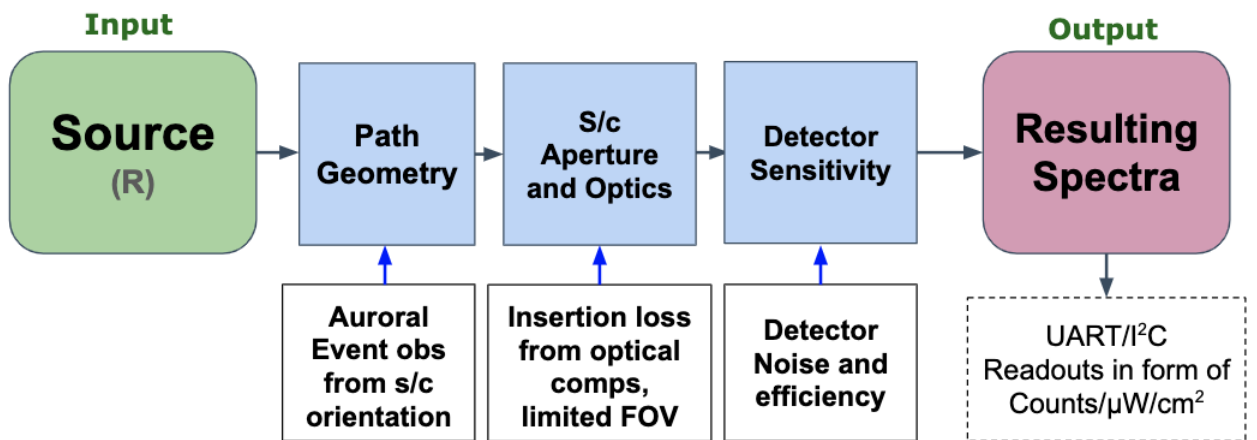 Input
Output
Source
(R)
Path
Geometry
S/c
Aperture
and Optics
Detector
Sensitivity
Resulting
Spectra
Auroral
Event obs
from s/c
orientation
Insertion loss
from optical
comps,
limited FOV
Detector
Noise and
efficiency
UART/I²C
Readouts in form of
Counts/μW/cm²